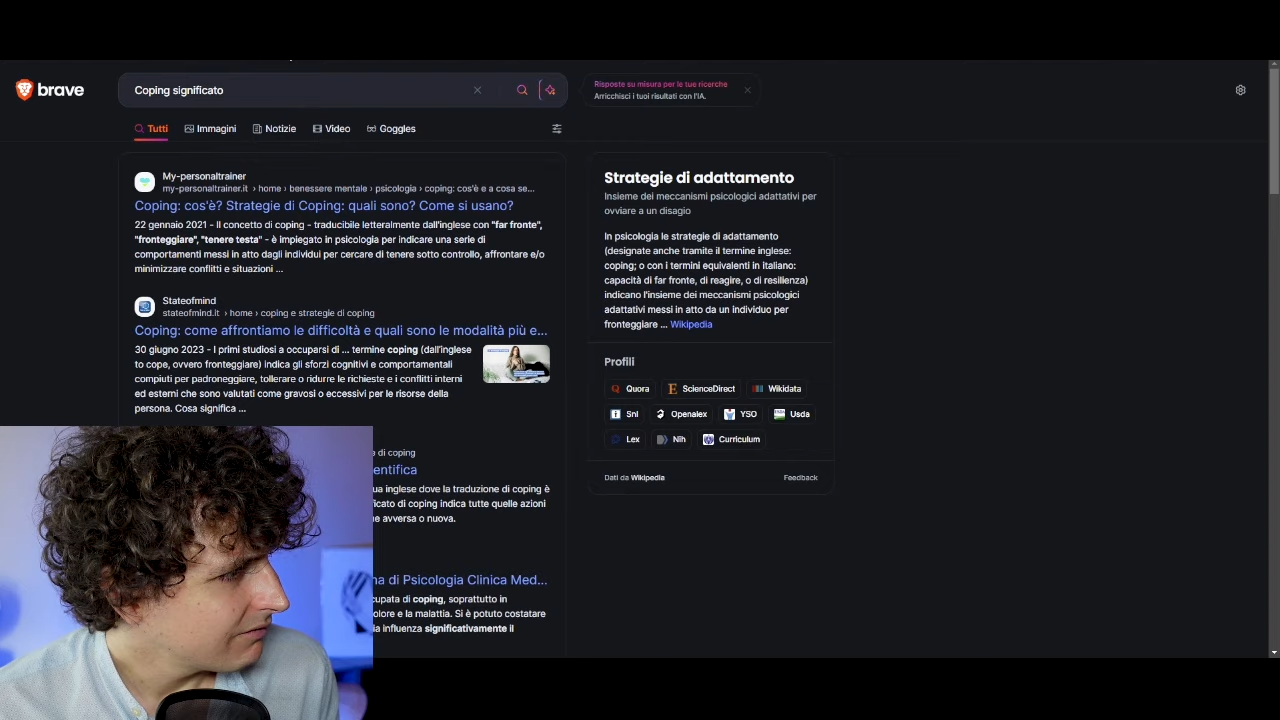 brave
Coping significato
Risposte su misura per le tue ricerche
Arricchisci i tuoi risultati con l'IA.
Tutti
Immagini
Notizie
Video
Goggles
My-personaltrainer
my-personaltrainer.it › home › benessere mentale › psicologia › coping: cos'è e a cosa se...
Coping: cos'è? Strategie di Coping: quali sono? Come si usano?
22 gennaio 2021 - Il concetto di coping - traducibile letteralmente dall'inglese con "far fronte",
"fronteggiare", "tenere testa" - è impiegato in psicologia per indicare una serie di
comportamenti messi in atto dagli individui per cercare di tenere sotto controllo, affrontare e/o
minimizzare conflitti e situazioni ...
Stateofmind
stateofmind.it › home › coping e strategie di coping
Coping: come affrontiamo le difficoltà e quali sono le modalità più e...
30 giugno 2023 - I primi studiosi a occuparsi di ... termine coping (dall'inglese
to cope, ovvero fronteggiare) indica gli sforzi cognitivi e comportamentali
compiuti per padroneggiare, tollerare o ridurre le richieste e i conflitti interni
ed esterni che sono valutati come gravosi o eccessivi per le risorse della
persona. Cosa significa ...
e di coping
entifica
ua inglese dove la traduzione di coping è
ficato di coping indica tutte quelle azioni
ne avversa o nuova.
na di Psicologia Clinica Med...
cupata di coping, soprattutto in
olore e la malattia. Si è potuto costatare
ia influenza significativamente il
Strategie di adattamento
Insieme dei meccanismi psicologici adattativi per
ovviare a un disagio
In psicologia le strategie di adattamento
(designate anche tramite il termine inglese:
coping; o con i termini equivalenti in italiano:
capacità di far fronte, di reagire, o di resilienza)
indicano l'insieme dei meccanismi psicologici
adattativi messi in atto da un individuo per
fronteggiare ... Wikipedia
Profili
Quora
ScienceDirect
Wikidata
Snl
Openalex
YSO
Usda
Lex
Nih
Curriculum
Dati da Wikipedia
Feedback